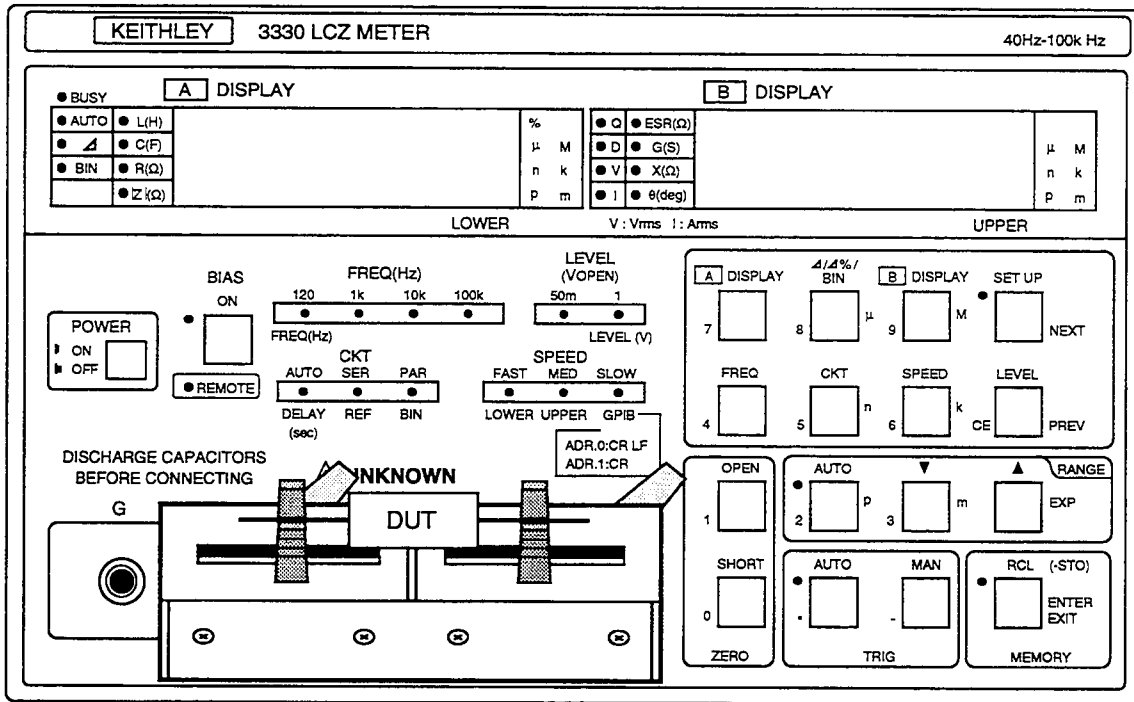 KEITHLEY 3330 LCZ METER
40Hz-100k Hz
A DISPLAY
B DISPLAY
BUSY
AUTO L(H) %
⊿ C(F) μ M
BIN R(Ω) n k
|Z|(Ω) p m
Q ESR(Ω)
D G(S) μ M
V X(Ω) n k
I θ(deg) p m
LOWER
V : Vrms I : Arms
UPPER
POWER
ON
OFF
BIAS
ON
REMOTE
FREQ(Hz)
120 1k 10k 100k
FREQ(Hz)
LEVEL
(VOPEN)
50m 1
LEVEL (V)
CKT
AUTO SER PAR
DELAY REF BIN
(sec)
SPEED
FAST MED SLOW
LOWER UPPER GPIB
ADR.0:CR LF
ADR.1:CR
A DISPLAY
7
⊿/⊿%/
BIN
8 μ
B DISPLAY
9 M
SET UP
NEXT
FREQ
4
CKT
5 n
SPEED
6 k
LEVEL
CE PREV
DISCHARGE CAPACITORS
BEFORE CONNECTING
G
NKNOWN
DUT
OPEN
1
SHORT
0
ZERO
AUTO
2 p
▼
3 m
▲
RANGE
EXP
AUTO
.
MAN
-
TRIG
RCL (-STO)
ENTER
EXIT
MEMORY